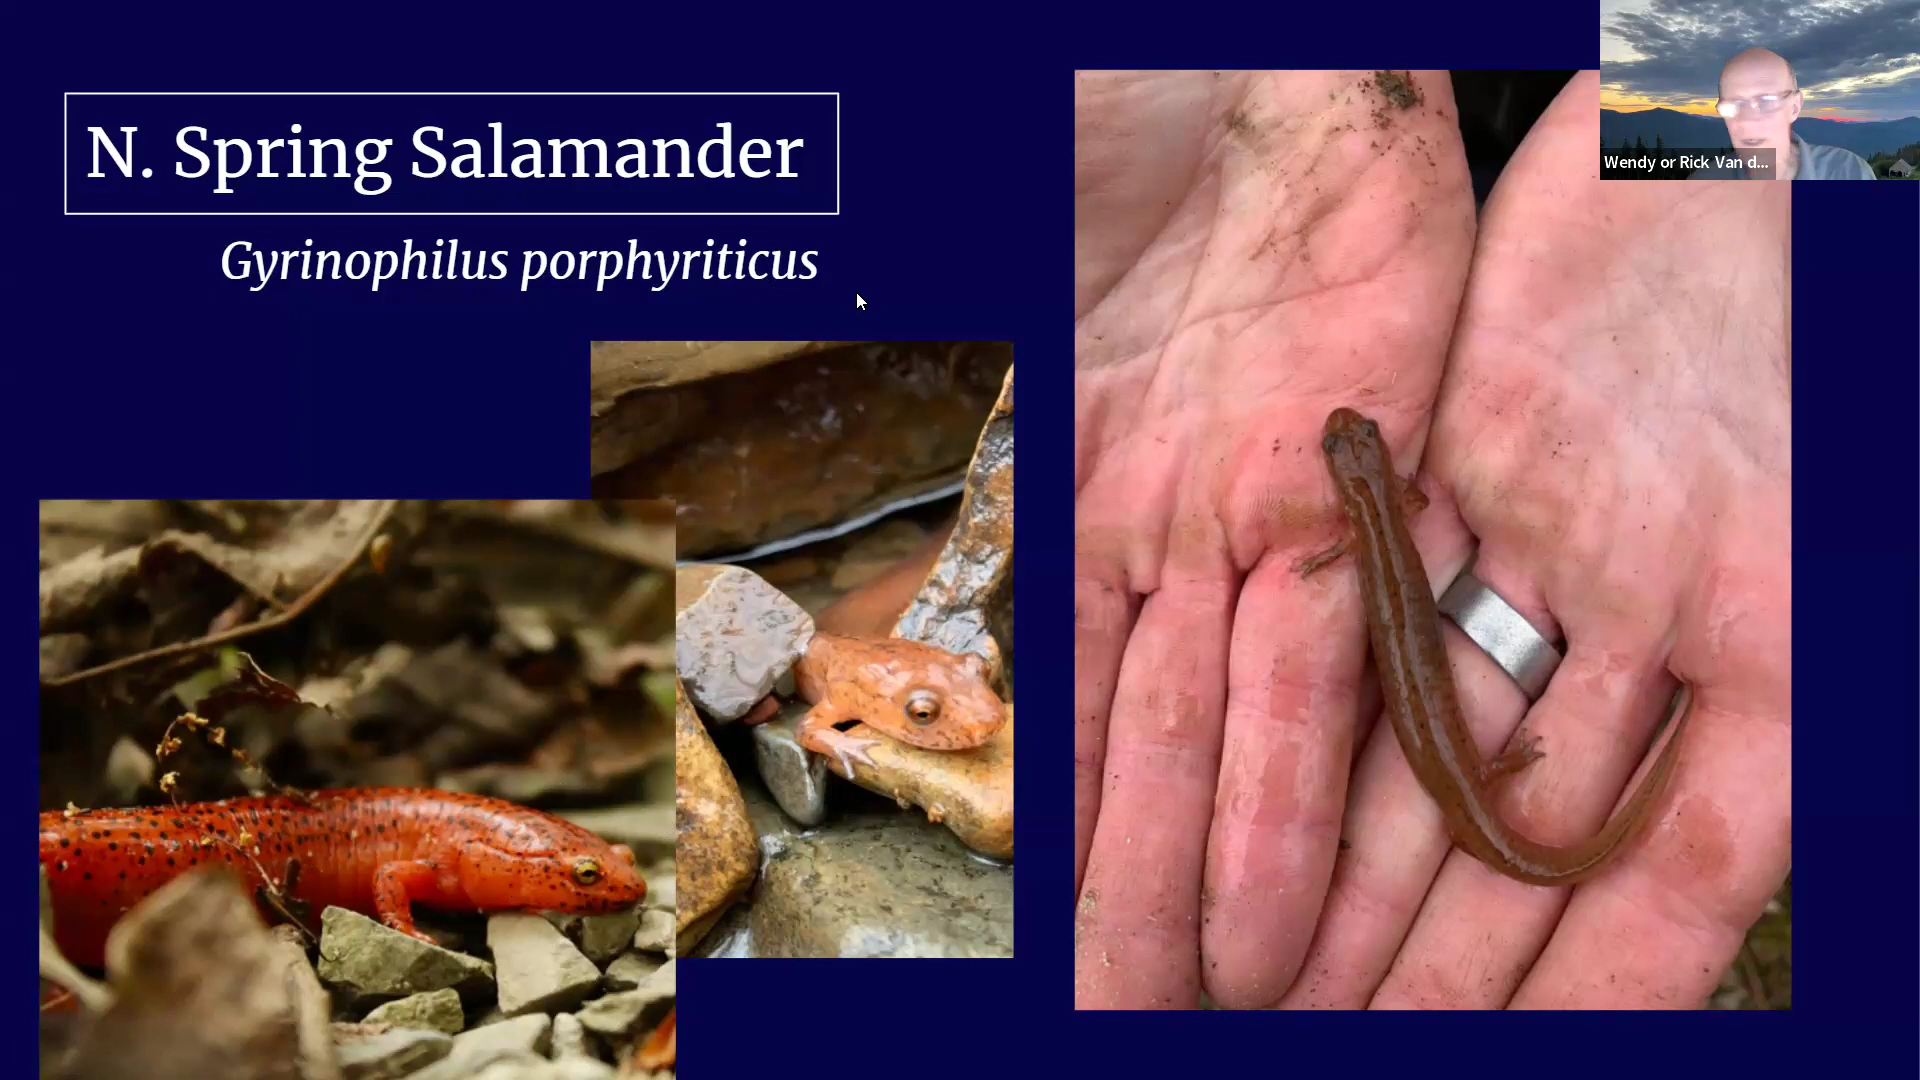 N. Spring Salamander
Gyrinophilus porphyriticus
Wendy or Rick Van d...